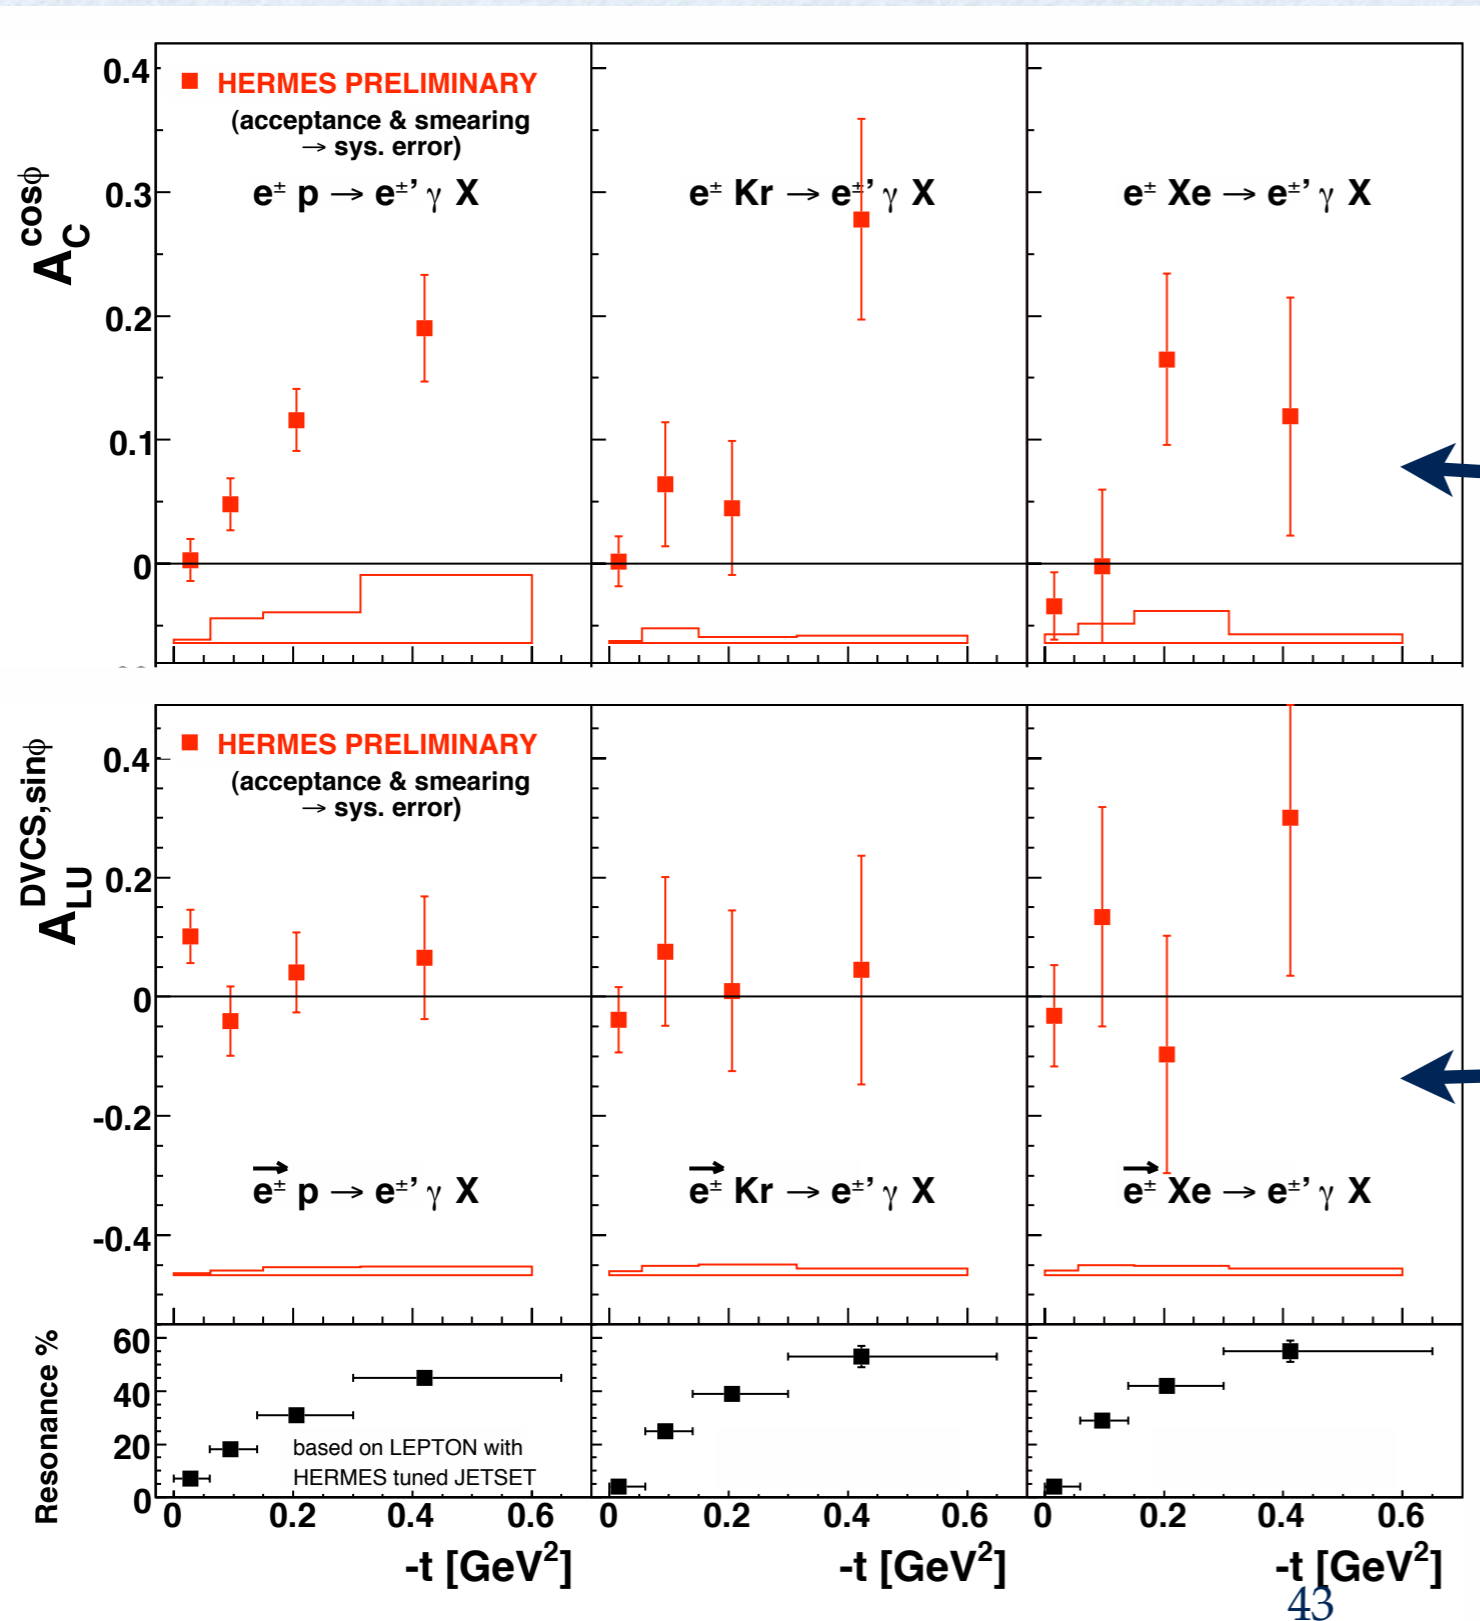 0.4
HERMES PRELIMINARY
(acceptance & smearing
→ sys. error)
A_C^cosϕ
0.3
e± p → e±’ γ X
e± Kr → e±’ γ X
e± Xe → e±’ γ X
0.2
0.1
0
HERMES PRELIMINARY
(acceptance & smearing
→ sys. error)
A_LU^DVCS,sinϕ
0.4
0.2
0
-0.2
e± p → e±’ γ X
e± Kr → e±’ γ X
e± Xe → e±’ γ X
-0.4
Resonance %
60
40
20
0
based on LEPTON with
HERMES tuned JETSET
0 0.2 0.4 0.6
0 0.2 0.4 0.6
0 0.2 0.4 0.6
-t [GeV²]
-t [GeV²]
-t [GeV²]
43